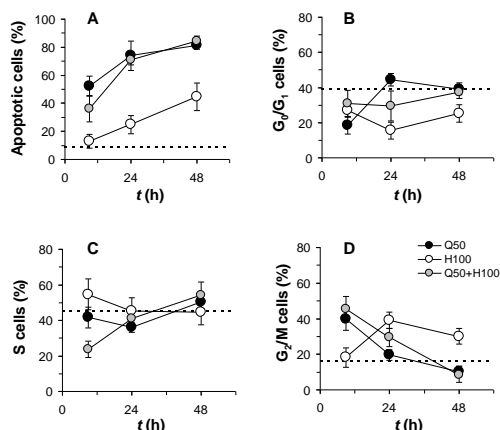 A
Apoptotic cells (%)
100
80
60
40
20
0
0
24
48
t (h)
B
G0/G1 cells (%)
80
60
40
20
0
0
24
48
t (h)
C
S cells (%)
80
60
40
20
0
0
24
48
t (h)
D
G2/M cells (%)
80
60
40
20
0
0
24
48
t (h)
Q50
H100
Q50+H100